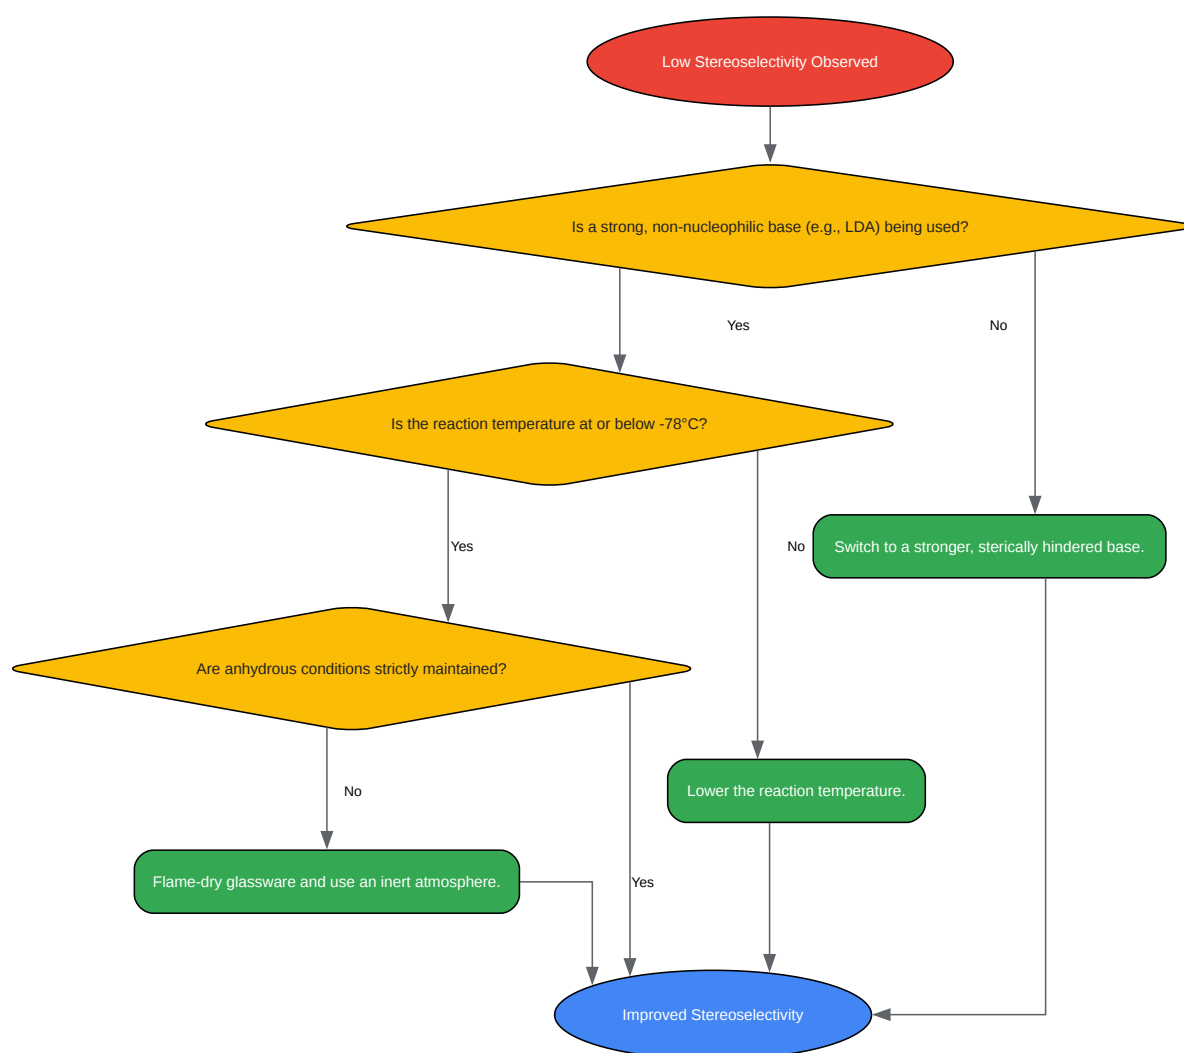 Low Stereoselectivity Observed
Is a strong, non-nucleophilic base (e.g., LDA) being used?
Yes
No
Is the reaction temperature at or below -78°C?
Yes
No
Switch to a stronger, sterically hindered base.
Are anhydrous conditions strictly maintained?
No
Lower the reaction temperature.
Flame-dry glassware and use an inert atmosphere.
Yes
Improved Stereoselectivity